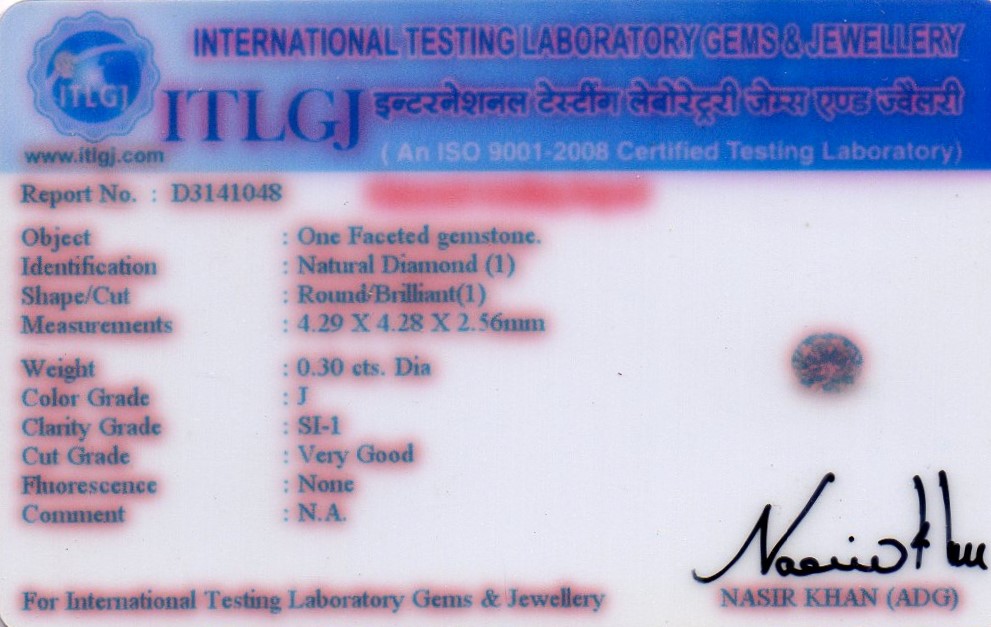 INTERNATIONAL TESTING LABORATORY GEMS & JEWELLERY
ITLGJ
ITLGJ इन्टरनेशनल टेस्टींग लेबोरेट्री जेम्स एण्ड ज्वैलरी
www.itlgj.com
( An ISO 9001-2008 Certified Testing Laboratory)
Report No. : D3141048
Object : One Faceted gemstone.
Identification : Natural Diamond (1)
Shape/Cut : Round/Brilliant(1)
Measurements : 4.29 X 4.28 X 2.56mm
Weight : 0.30 cts. Dia
Color Grade : J
Clarity Grade : SI-1
Cut Grade : Very Good
Fluorescence : None
Comment : N.A.
For International Testing Laboratory Gems & Jewellery
NASIR KHAN (ADG)